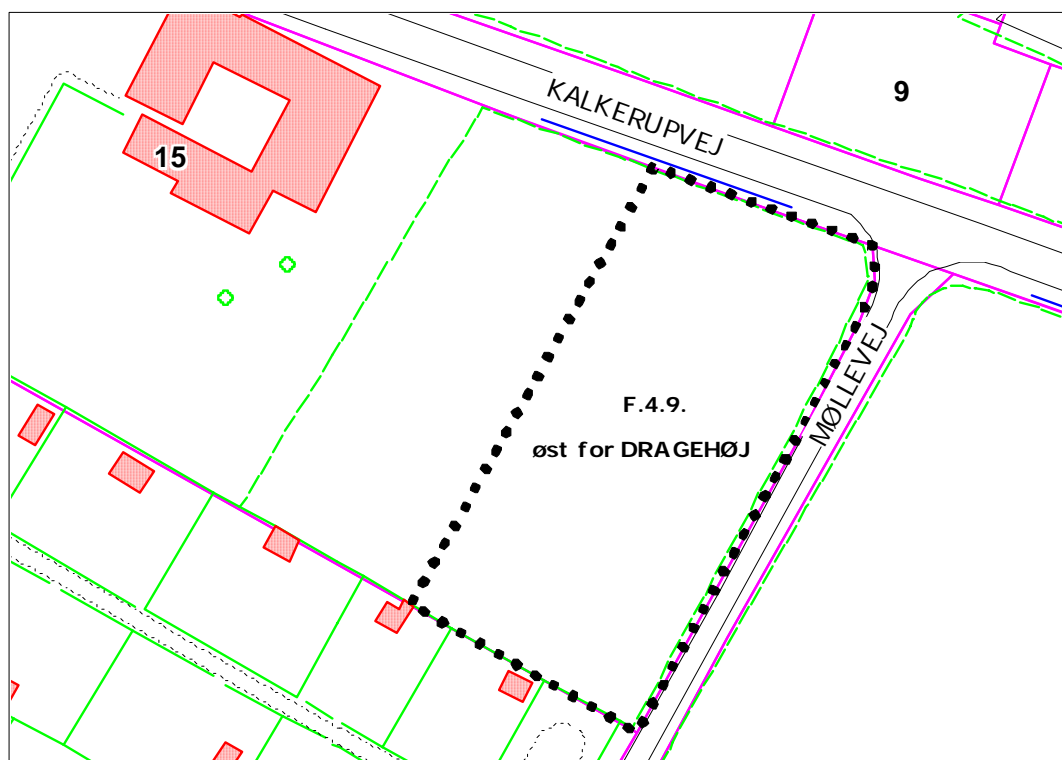 KALKERUPVEJ
9
15
MØLLEVEJ
F.4.9.
øst for DRAGEHØJ